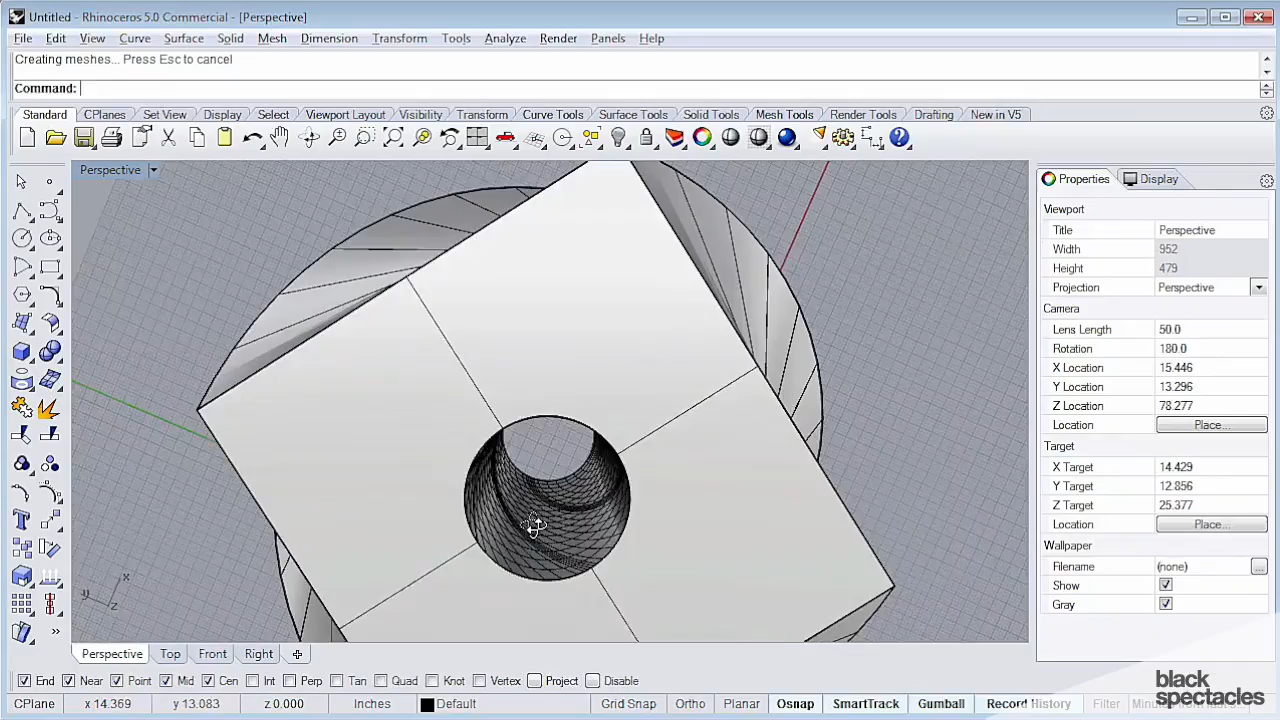 Untitled - Rhinoceros 5.0 Commercial - [Perspective]
File Edit View Curve Surface Solid Mesh Dimension Transform Tools Analyze Render Panels Help
Creating meshes... Press Esc to cancel
Command:
Standard CPlanes Set View Display Select Viewport Layout Visibility Transform Curve Tools Surface Tools Solid Tools Mesh Tools Render Tools Drafting New in V5
Perspective
Properties Display
Viewport
Title Perspective
Width 952
Height 479
Projection Perspective
Camera
Lens Length 50.0
Rotation 180.0
X Location 15.446
Y Location 13.296
Z Location 78.277
Location Place...
Target
X Target 14.429
Y Target 12.856
Z Target 25.377
Location Place...
Wallpaper
Filename (none) ...
Show
Gray
x
y
z
Perspective Top Front Right
End Near Point Mid Cen Int Perp Tan Quad Knot Vertex Project Disable
CPlane x 14.369 y 13.083 z 0.000 Inches Default Grid Snap Ortho Planar Osnap SmartTrack Gumball Record History Filter
black
spectacles